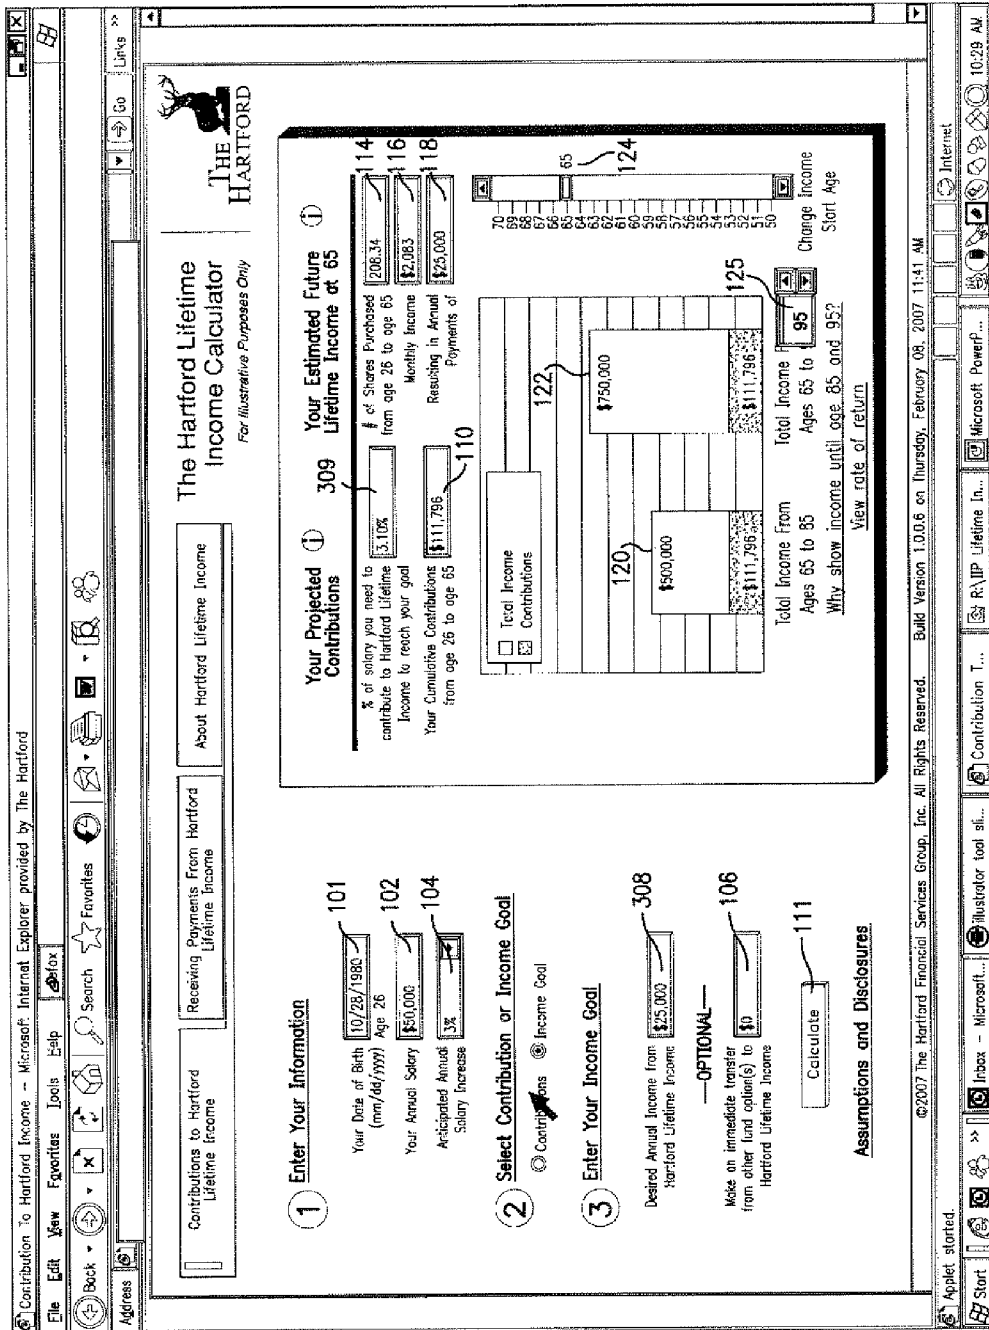 Contribution To Hartford Income -- Microsoft Internet Explorer provided by The Hartford
File Edit View Favorites Tools Help
Back Search Favorites
Address Go Links >>
Contributions to Hartford
Lifetime Income
Receiving Payments From Hartford
Lifetime Income
About Hartford Lifetime Income
The Hartford Lifetime
Income Calculator
For Illustrative Purposes Only
THE
HARTFORD
1 Enter Your Information
Your Date of Birth 10/28/1980 101
(mm/dd/yyyy) Age 26
Your Annual Salary $50,000 102
Anticipated Annual 3% 104
Salary Increase
2 Select Contribution or Income Goal
Contributions Income Goal
3 Enter Your Income Goal
Desired Annual Income from $25,000 308
Hartford Lifetime Income
—OPTIONAL—
Make an immediate transfer
from other fund option(s) to $0 106
Hartford Lifetime Income
Calculate 111
Assumptions and Disclosures
Your Projected
Contributions
309
% of salary you need to
contribute to Hartford Lifetime 3.10%
Income to reach your goal
Your Cumulative Contributions $111,796 110
from age 26 to age 65
Your Estimated Future
Lifetime Income at 65
# of Shares Purchased 208.34 114
from age 26 to age 65
Monthly Income $2,083 116
Resulting in Annual $25,000 118
Payments of
Total Income
Contributions
120
$500,000
$111,796
122
$750,000
$111,796
Total Income From
Ages 65 to 85
Total Income F
Ages 65 to
95
125
Why show income until age 85 and 95?
View rate of return
70
69
68
67
66
65
64
63
62
61
60
59
58
57
56
55
54
53
52
51
50
65
124
Change Income
Start Age
©2007 The Hartford Financial Services Group, Inc. All Rights Reserved. Build Version 1.0.0.6 on Thursday, February 08, 2007 11:41 AM
Applet started. Internet
Start >> Inbox - Microsoft... illustrator tool sli... Contribution T... R:\IIP Lifetime In... Microsoft PowerP... 10:29 AM